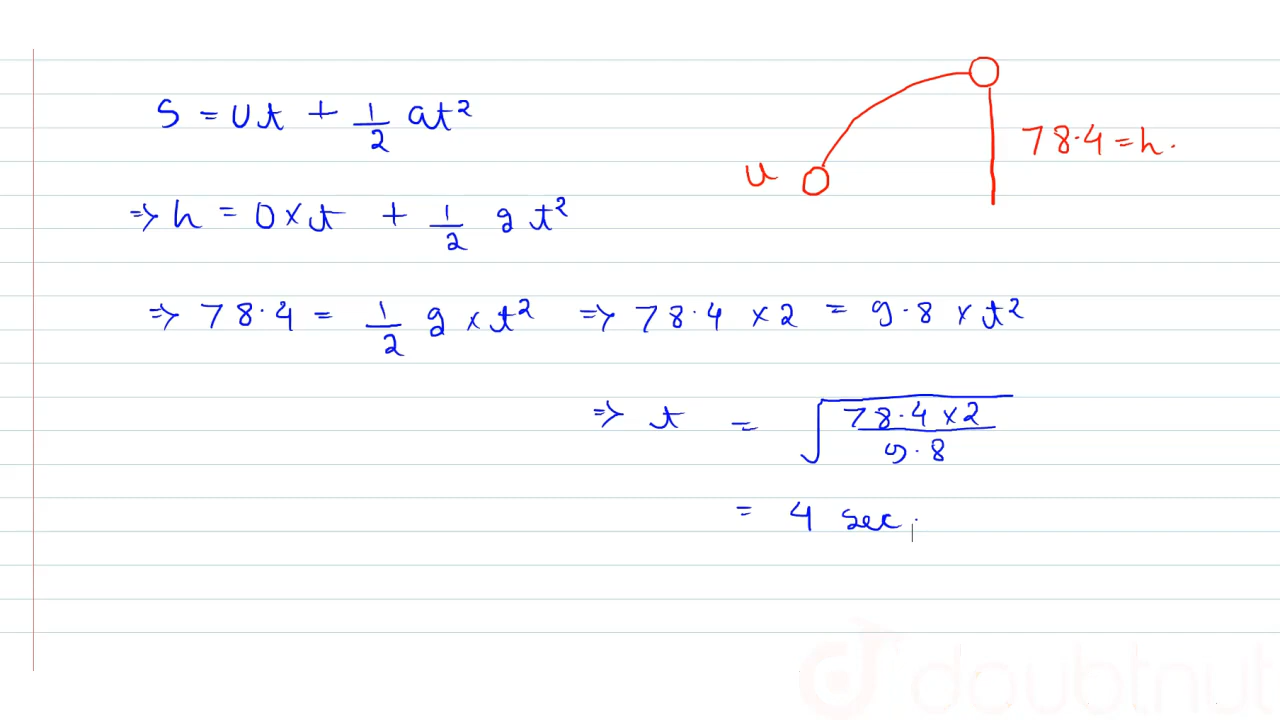 S = Ut + 1/2 at²
U
78.4 = h.
=> h = 0 × t + 1/2 g t²
=> 78.4 = 1/2 g × t² => 78.4 × 2 = 9.8 × t²
=> t = √(78.4 × 2 / 9.8)
= 4 sec
doubtnut